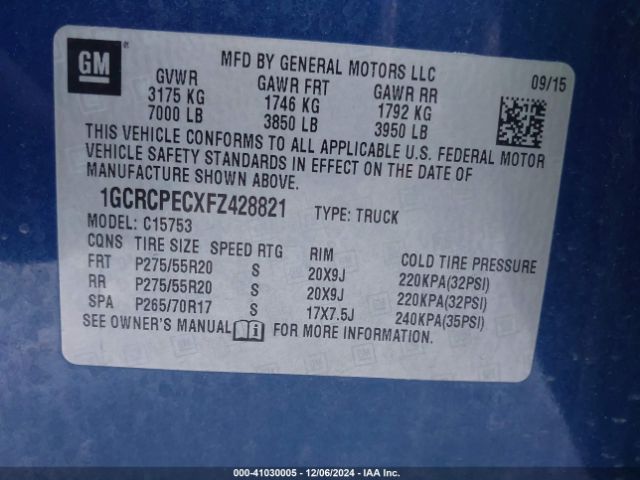 GM
MFD BY GENERAL MOTORS LLC
09/15
GVWR GAWR FRT GAWR RR
3175 KG 1746 KG 1792 KG
7000 LB 3850 LB 3950 LB
THIS VEHICLE CONFORMS TO ALL APPLICABLE U.S. FEDERAL MOTOR
VEHICLE SAFETY STANDARDS IN EFFECT ON THE DATE OF
MANUFACTURE SHOWN ABOVE.
1GCRCPECXFZ428821 TYPE: TRUCK
MODEL: C15753
CQNS TIRE SIZE SPEED RTG RIM COLD TIRE PRESSURE
FRT P275/55R20 S 20X9J 220KPA(32PSI)
RR P275/55R20 S 20X9J 220KPA(32PSI)
SPA P265/70R17 S 17X7.5J 240KPA(35PSI)
SEE OWNER'S MANUAL FOR MORE INFORMATION.
000-41030005 - 12/06/2024 - IAA Inc.